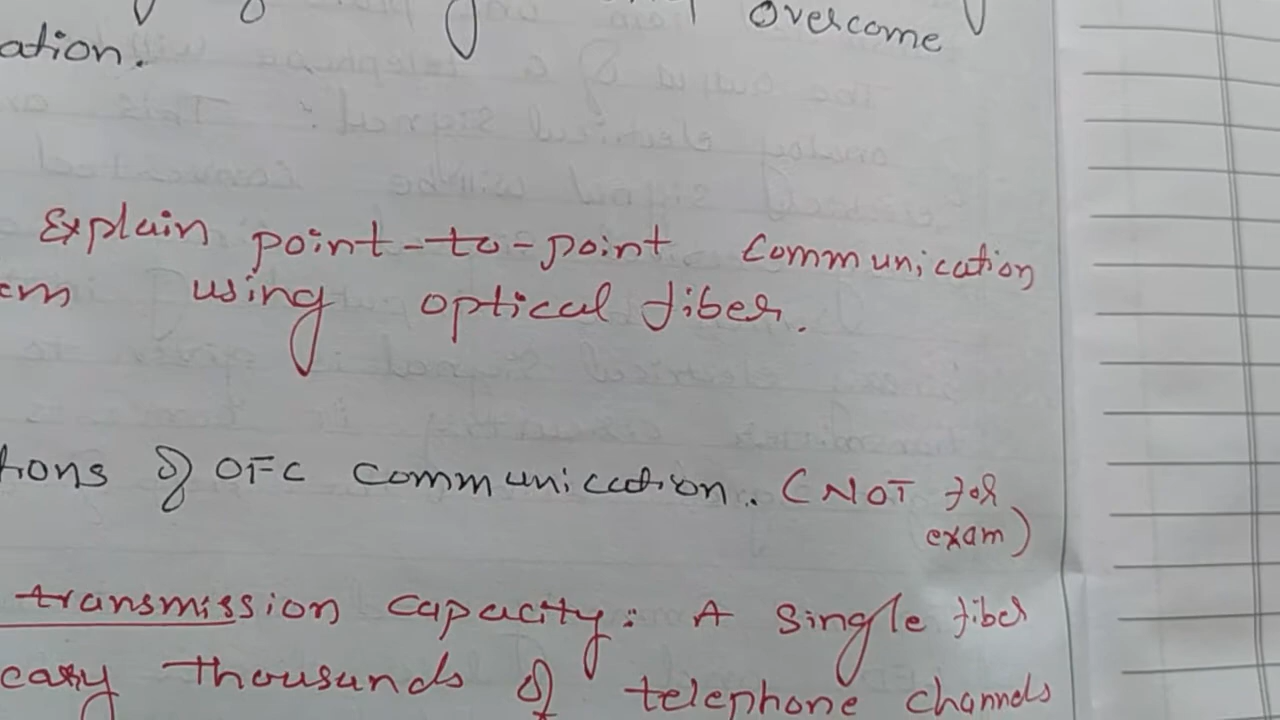 overcome
ation.
Explain point-to-point communication
em using optical fiber.
tions of OFC communication. (NOT for
exam)
transmission capacity: A single fiber
cary thousands of telephone channels